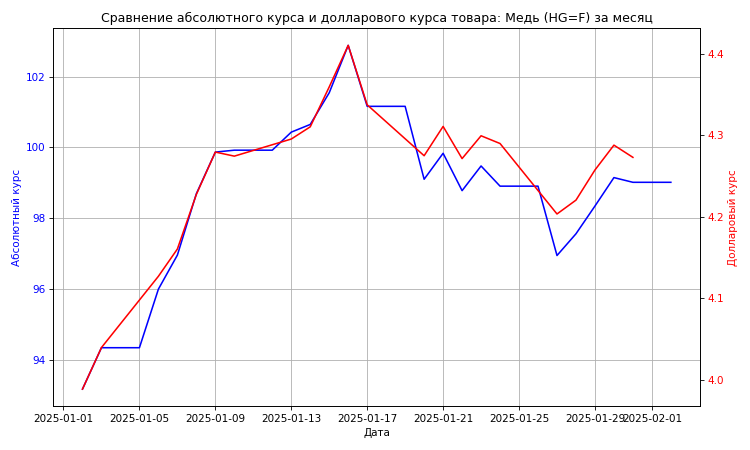 Сравнение абсолютного курса и долларового курса товара: Медь (HG=F) за месяц
Абсолютный курс
102
100
98
96
94
4.4
4.3
4.2
4.1
4.0
Долларовый курс
2025-01-01 2025-01-05 2025-01-09 2025-01-13 2025-01-17 2025-01-21 2025-01-25 2025-01-29 2025-02-01
Дата